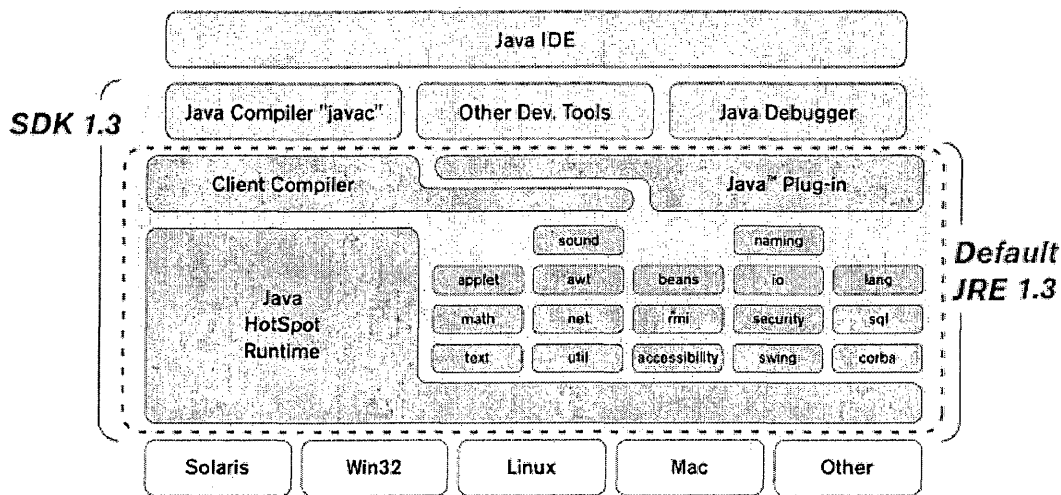 Java IDE
SDK 1.3
Java Compiler "javac"
Other Dev. Tools
Java Debugger
Client Compiler
Java™ Plug-in
sound
naming
applet
awt
beans
io
lang
math
net
rmi
security
sql
text
util
accessibility
swing
corba
Java
HotSpot
Runtime
Default
JRE 1.3
Solaris
Win32
Linux
Mac
Other